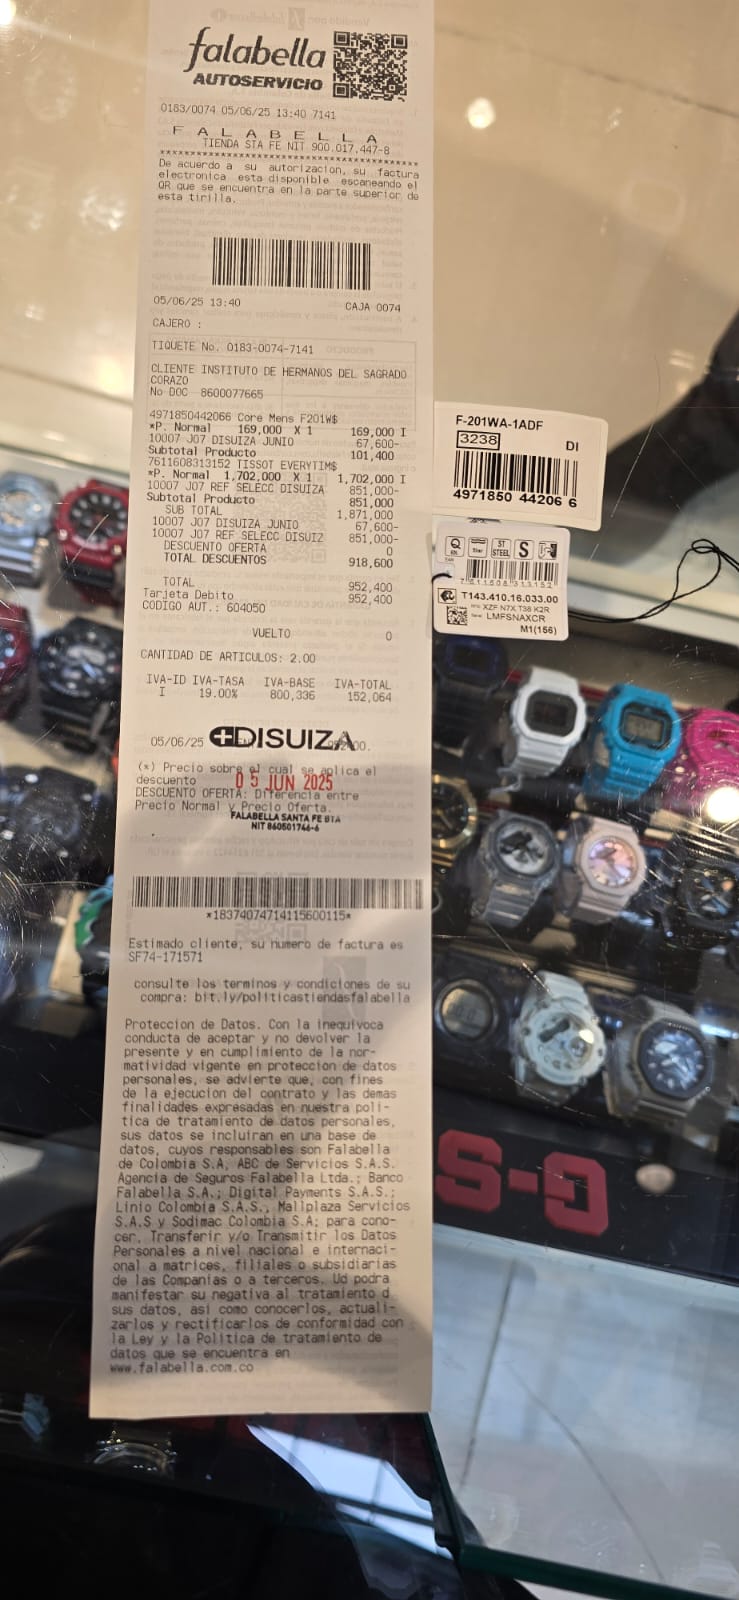 falabella
AUTOSERVICIO
0183/0074 05/06/25 13:40 7141
F A L A B E L L A
TIENDA STA FE NIT 900.017.447-8
De acuerdo a su autorizacion, su factura
electronica esta disponible escaneando el
QR que se encuentra en la parte superior de
esta tirilla.
05/06/25 13:40 CAJA 0074
CAJERO :
TIQUETE No. 0183-0074-7141
CLIENTE INSTITUTO DE HERMANOS DEL SAGRADO
CORAZO
No DOC 8600077665
4971850442066 Core Mens F201W$
*P. Normal 169,000 X 1 169,000 I
10007 J07 DISUIZA JUNIO 67,600-
Subtotal Producto 101,400
7611608313152 TISSOT EVERYTIM$
*P. Normal 1,702,000 X 1 1,702,000 I
10007 J07 REF SELECC DISUIZA 851,000-
Subtotal Producto 851,000
SUB TOTAL 1,871,000
10007 J07 DISUIZA JUNIO 67,600-
10007 J07 REF SELECC DISUIZ 851,000-
DESCUENTO OFERTA 0
TOTAL DESCUENTOS 918,600
TOTAL 952,400
Tarjeta Debito 952,400
CODIGO AUT.: 604050
VUELTO 0
CANTIDAD DE ARTICULOS: 2.00
IVA-ID IVA-TASA IVA-BASE IVA-TOTAL
I 19.00% 800,336 152,064
05/06/25 DISUIZA
(*) Precio sobre el cual se aplica el
descuento 05 JUN 2025
DESCUENTO OFERTA: Diferencia entre
Precio Normal y Precio Oferta.
FALABELLA SANTA FE BTA
NIT 860501746-6
*18374074714115600115*
Estimado cliente, su numero de factura es
SF74-171571
consulte los terminos y condiciones de su
compra: bit.ly/politicastiendasfalabella
Proteccion de Datos. Con la inequivoca
conducta de aceptar y no devolver la
presente y en cumplimiento de la nor-
matividad vigente en proteccion de datos
personales, se advierte que, con fines
de la ejecucion del contrato y las demas
finalidades expresadas en nuestra poli-
tica de tratamiento de datos personales,
sus datos se incluiran en una base de
datos, cuyos responsables son Falabella
de Colombia S.A, ABC de Servicios S.A.S.
Agencia de Seguros Falabella Ltda.; Banco
Falabella S.A.; Digital Payments S.A.S.;
Linio Colombia S.A.S., Mallplaza Servicios
S.A.S y Sodimac Colombia S.A; para cono-
cer, Transferir y/o Transmitir los Datos
Personales a nivel nacional e internaci-
onal a matrices, filiales o subsidiarias
de las Companias o a terceros. Ud podra
manifestar su negativa al tratamiento d
sus datos, asi como conocerlos, actuali-
zarlos y rectificarlos de conformidad con
la Ley y la Politica de tratamiento de
datos que se encuentra en
www.falabella.com.co
F-201WA-1ADF
3238 DI
4971850 44206 6
ST
STEEL
S
7 611608 313152
T143.410.16.033.00
XZF N7X T38 K2R
LMFSNAXCR
M1(156)
G-S